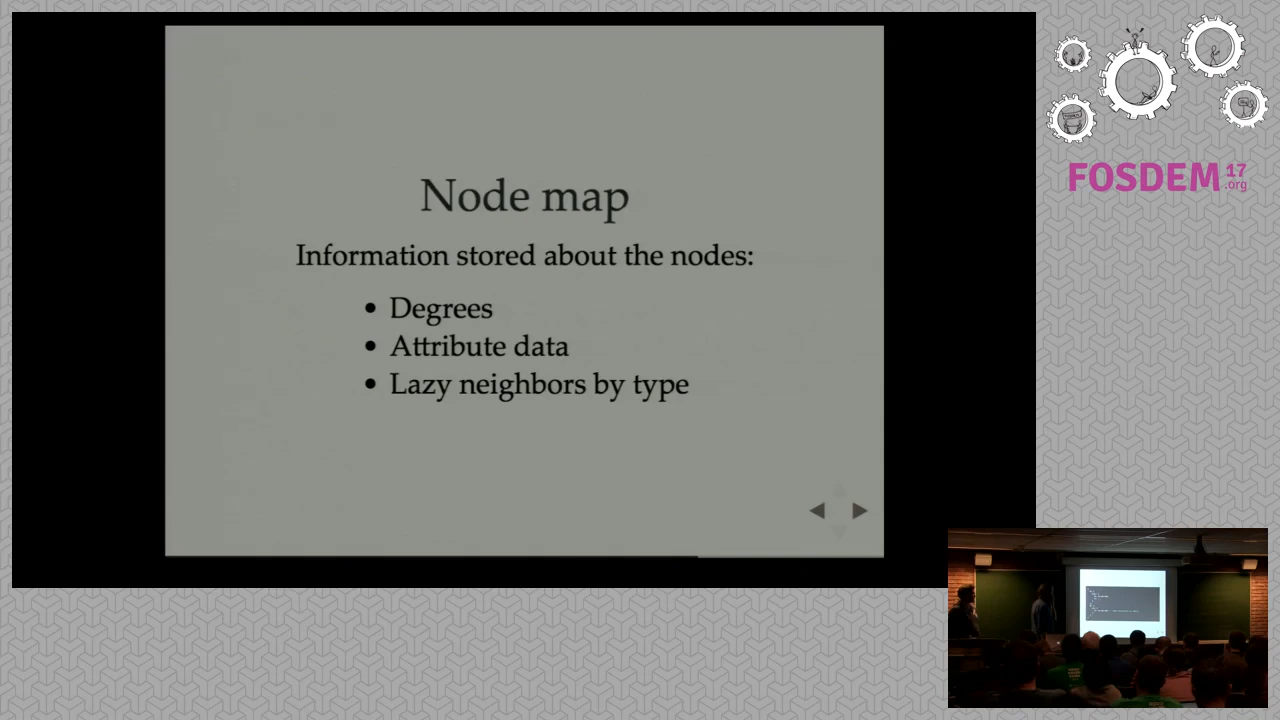 Node map
Information stored about the nodes:
• Degrees
• Attribute data
• Lazy neighbors by type
FOSDEM 17
.org